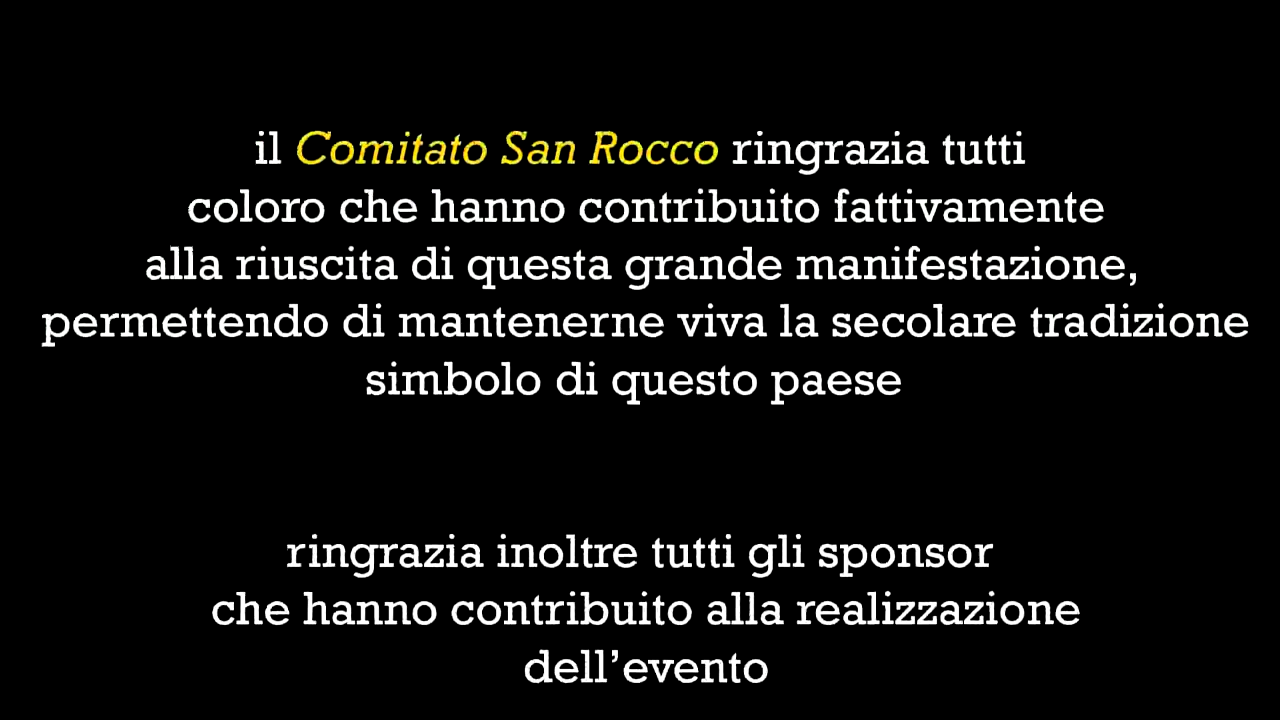 il Comitato San Rocco ringrazia tutti
coloro che hanno contribuito fattivamente
alla riuscita di questa grande manifestazione,
permettendo di mantenerne viva la secolare tradizione
simbolo di questo paese
ringrazia inoltre tutti gli sponsor
che hanno contribuito alla realizzazione
dell’evento